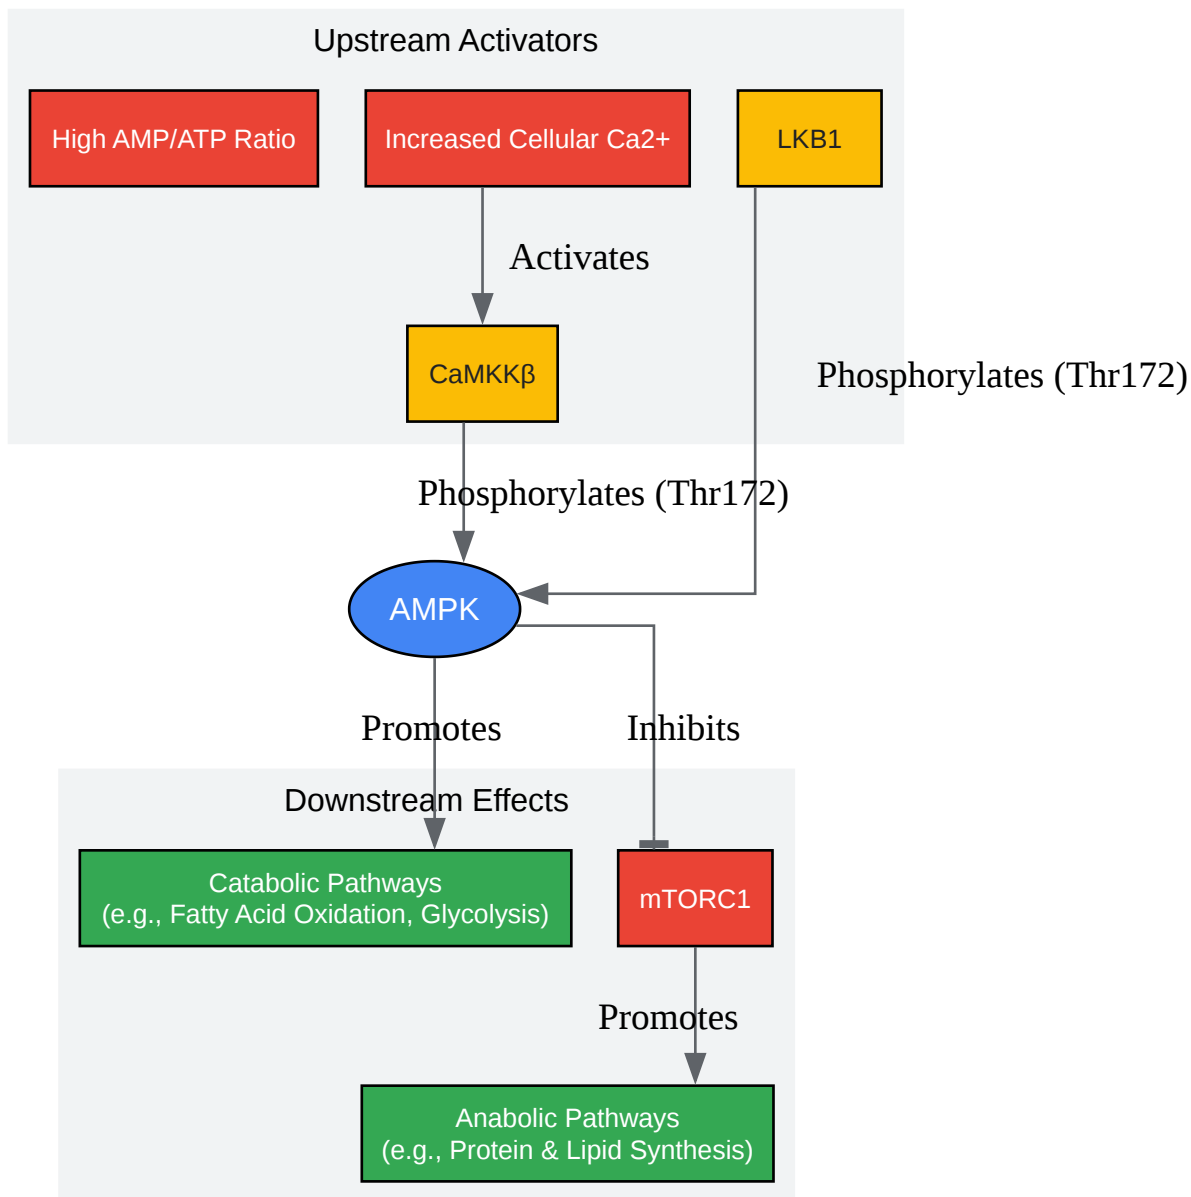 Upstream Activators
High AMP/ATP Ratio
Increased Cellular Ca2+
LKB1
Activates
CaMKKβ
Phosphorylates (Thr172)
Phosphorylates (Thr172)
AMPK
Promotes
Inhibits
Downstream Effects
Catabolic Pathways
(e.g., Fatty Acid Oxidation, Glycolysis)
mTORC1
Promotes
Anabolic Pathways
(e.g., Protein & Lipid Synthesis)